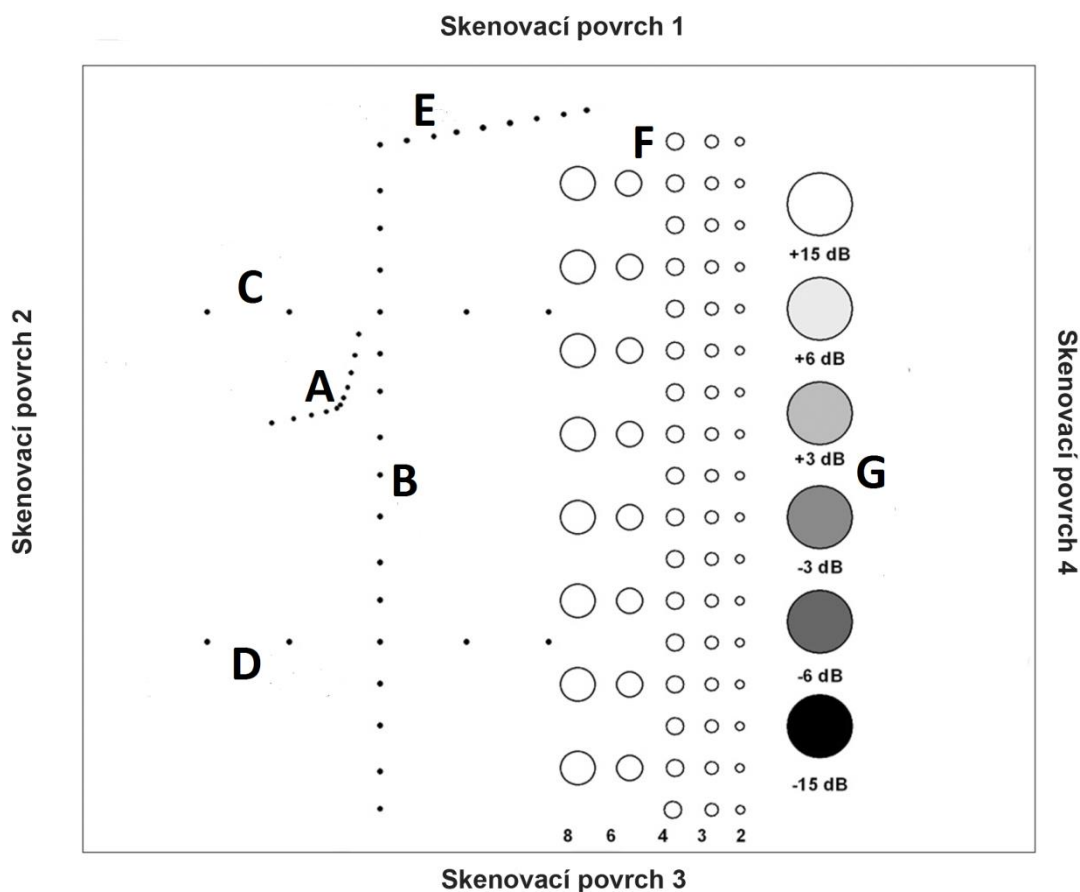 Skenovací povrch 1
E
F
+15 dB
C
+6 dB
Skenovací povrch 2
Skenovací povrch 4
A
+3 dB
B
G
-3 dB
D
-6 dB
-15 dB
8 6 4 3 2
Skenovací povrch 3